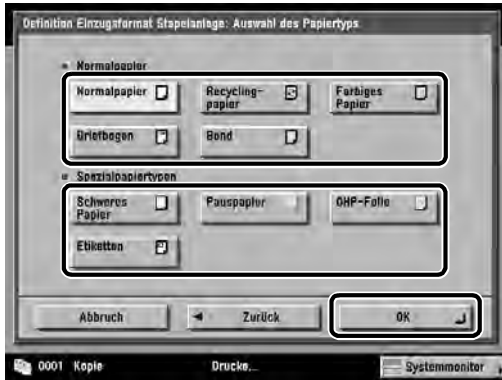 Definition Einzugsformat Stapelanlage: Auswahl des Papiertyps
Normalpapier
Normalpapier
Recycling-
papier
Farbiges
Papier
Briefbogen
Bond
Spezialpapiertypen
Schweres
Papier
Pauspapier
OHP-Folie
Etiketten
Abbruch
Zurück
OK
0001 Kopie
Drucke...
Systemmonitor